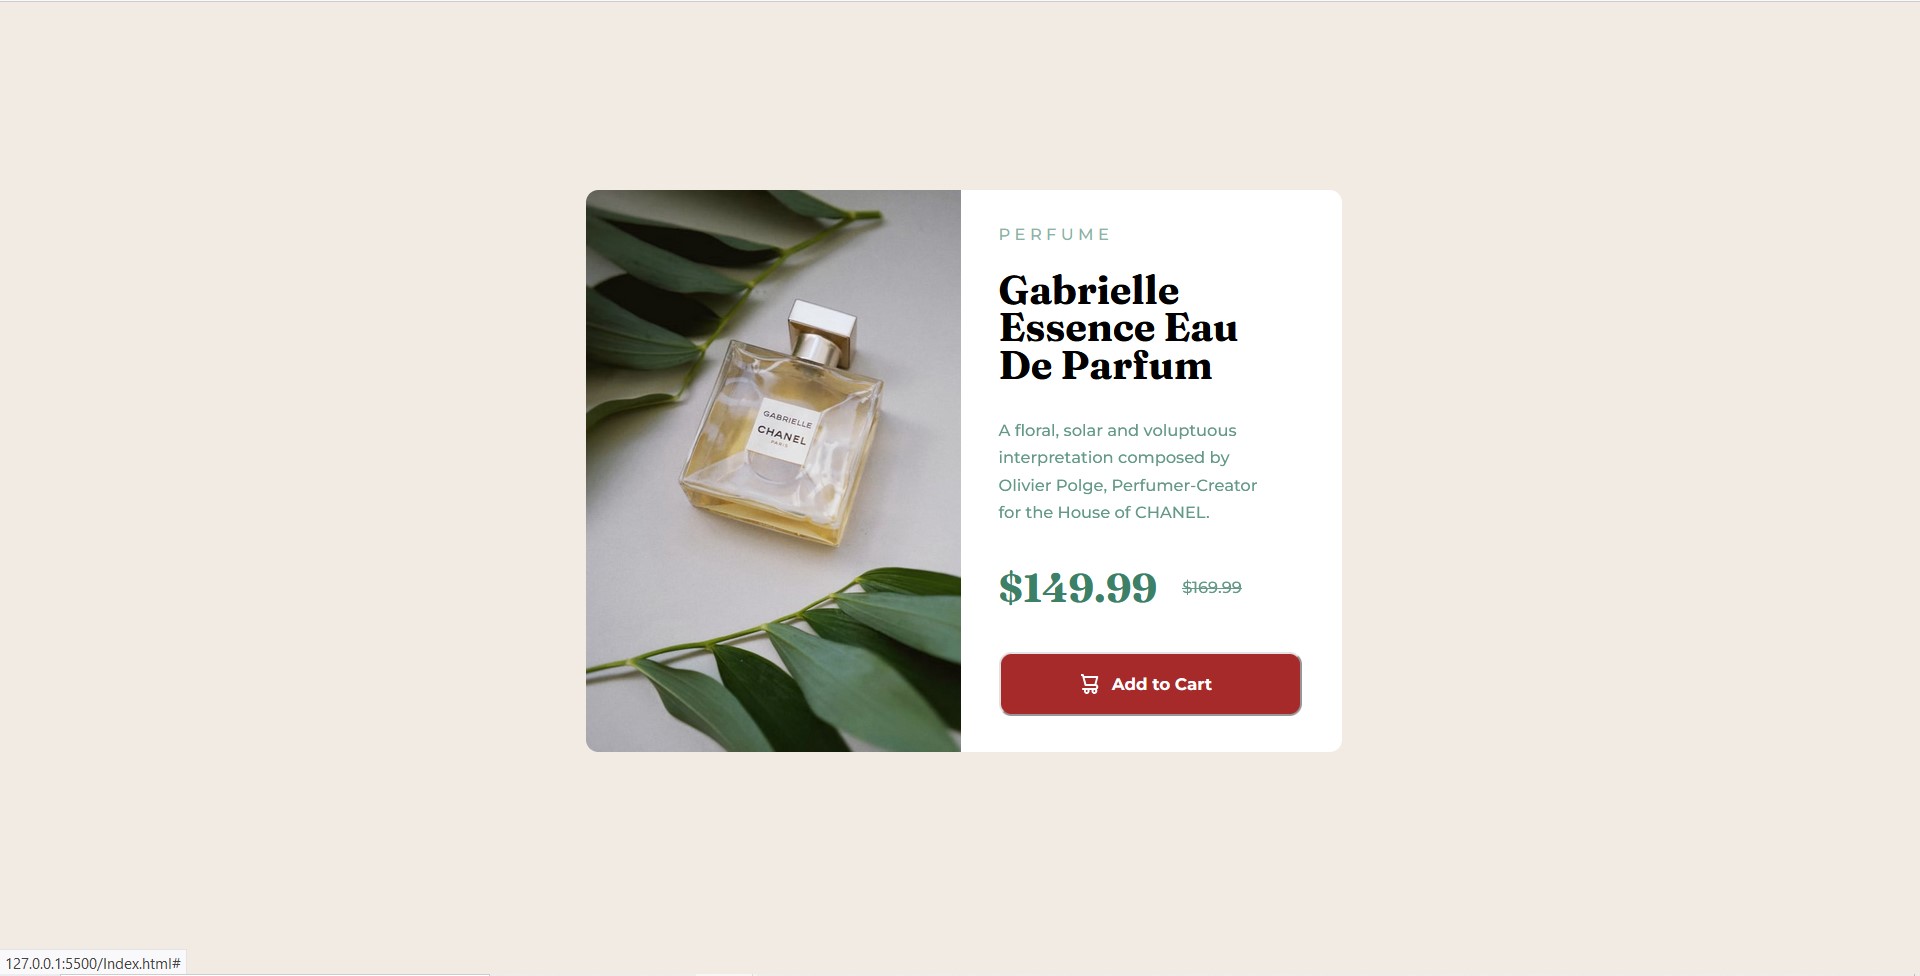 GABRIELLE
CHANEL
PARIS
PERFUME
Gabrielle
Essence Eau
De Parfum
A floral, solar and voluptuous
interpretation composed by
Olivier Polge, Perfumer-Creator
for the House of CHANEL.
$149.99 $169.99
Add to Cart
127.0.0.1:5500/Index.html#